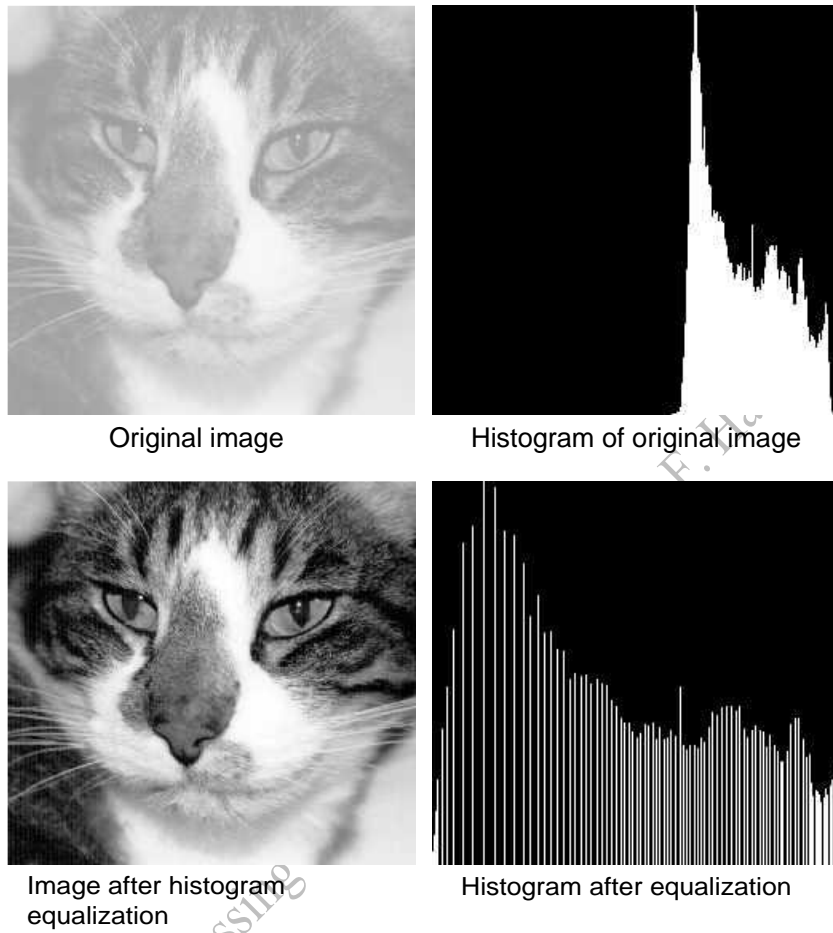 Original image
Histogram of original image
Image after histogram
equalization
Histogram after equalization